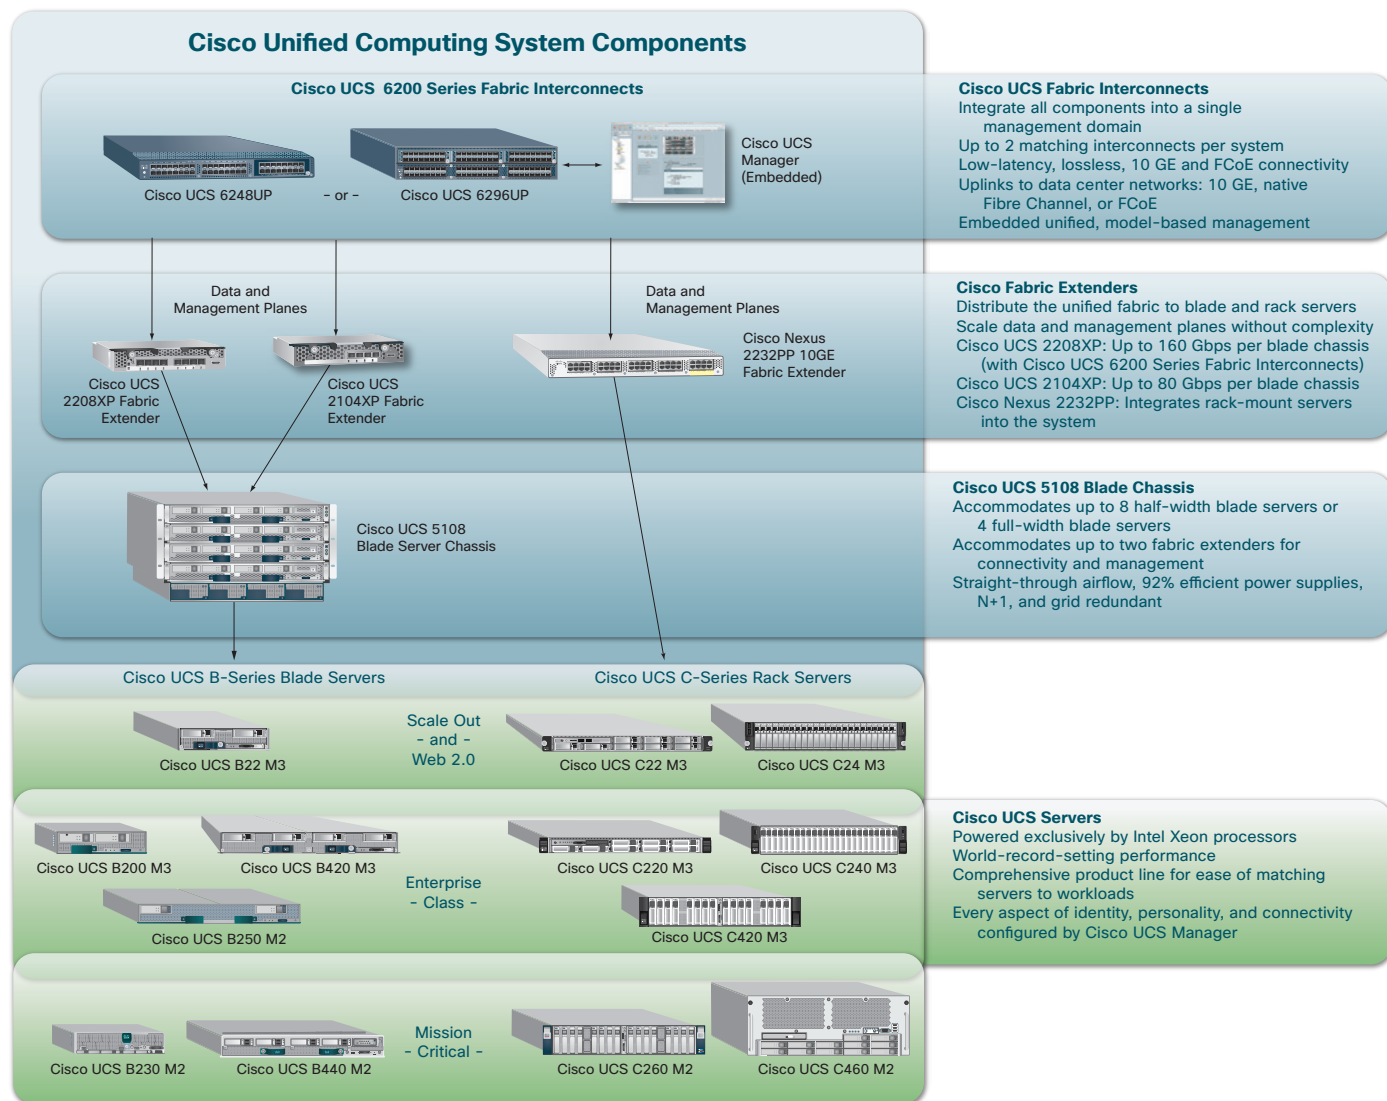 Cisco Unified Computing System Components
Cisco UCS 6200 Series Fabric Interconnects
Cisco UCS 6248UP
- or -
Cisco UCS 6296UP
Cisco UCS
Manager
(Embedded)
Cisco UCS Fabric Interconnects
Integrate all components into a single
management domain
Up to 2 matching interconnects per system
Low-latency, lossless, 10 GE and FCoE connectivity
Uplinks to data center networks: 10 GE, native
Fibre Channel, or FCoE
Embedded unified, model-based management
Data and
Management Planes
Data and
Management Planes
Cisco UCS
2208XP Fabric
Extender
Cisco UCS
2104XP Fabric
Extender
Cisco Nexus
2232PP 10GE
Fabric Extender
Cisco Fabric Extenders
Distribute the unified fabric to blade and rack servers
Scale data and management planes without complexity
Cisco UCS 2208XP: Up to 160 Gbps per blade chassis
(with Cisco UCS 6200 Series Fabric Interconnects)
Cisco UCS 2104XP: Up to 80 Gbps per blade chassis
Cisco Nexus 2232PP: Integrates rack-mount servers
into the system
Cisco UCS 5108
Blade Server Chassis
Cisco UCS 5108 Blade Chassis
Accommodates up to 8 half-width blade servers or
4 full-width blade servers
Accommodates up to two fabric extenders for
connectivity and management
Straight-through airflow, 92% efficient power supplies,
N+1, and grid redundant
Cisco UCS B-Series Blade Servers
Cisco UCS C-Series Rack Servers
Cisco UCS B22 M3
Scale Out
- and -
Web 2.0
Cisco UCS C22 M3
Cisco UCS C24 M3
Cisco UCS B200 M3
Cisco UCS B420 M3
Cisco UCS B250 M2
Enterprise
- Class -
Cisco UCS C220 M3
Cisco UCS C240 M3
Cisco UCS C420 M3
Cisco UCS Servers
Powered exclusively by Intel Xeon processors
World-record-setting performance
Comprehensive product line for ease of matching
servers to workloads
Every aspect of identity, personality, and connectivity
configured by Cisco UCS Manager
Cisco UCS B230 M2
Cisco UCS B440 M2
Mission
- Critical -
Cisco UCS C260 M2
Cisco UCS C460 M2